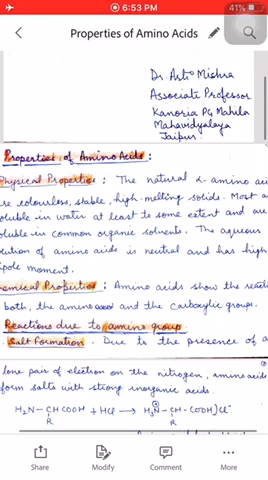 6:53 PM
41%
Properties of Amino Acids
Dr. Arti Mishra
Associate Professor
Kanoria PG Mahila
Mahavidyalaya
Jaipur
Properties of Amino Acids :
Physical Properties : The natural α-amino aci
are colourless, stable, high-melting solids. Most a
soluble in water at least to some extent and are
soluble in common organic solvents. The aqueous
lution of amino acids is neutral and has high
ipole moment.
hemical Properties : Amino acids show the reacti
both, the amino and the carboxylic groups.
Reactions due to amino group
Salt Formation. Due to the presence of a
lone pair of electron on the nitrogen, amino acids
form salts with strong inorganic acids.
H₂N – CH COOH + HCl → H₃N⊕ – CH – COOH) Cl⁻
R R
Share Modify Comment